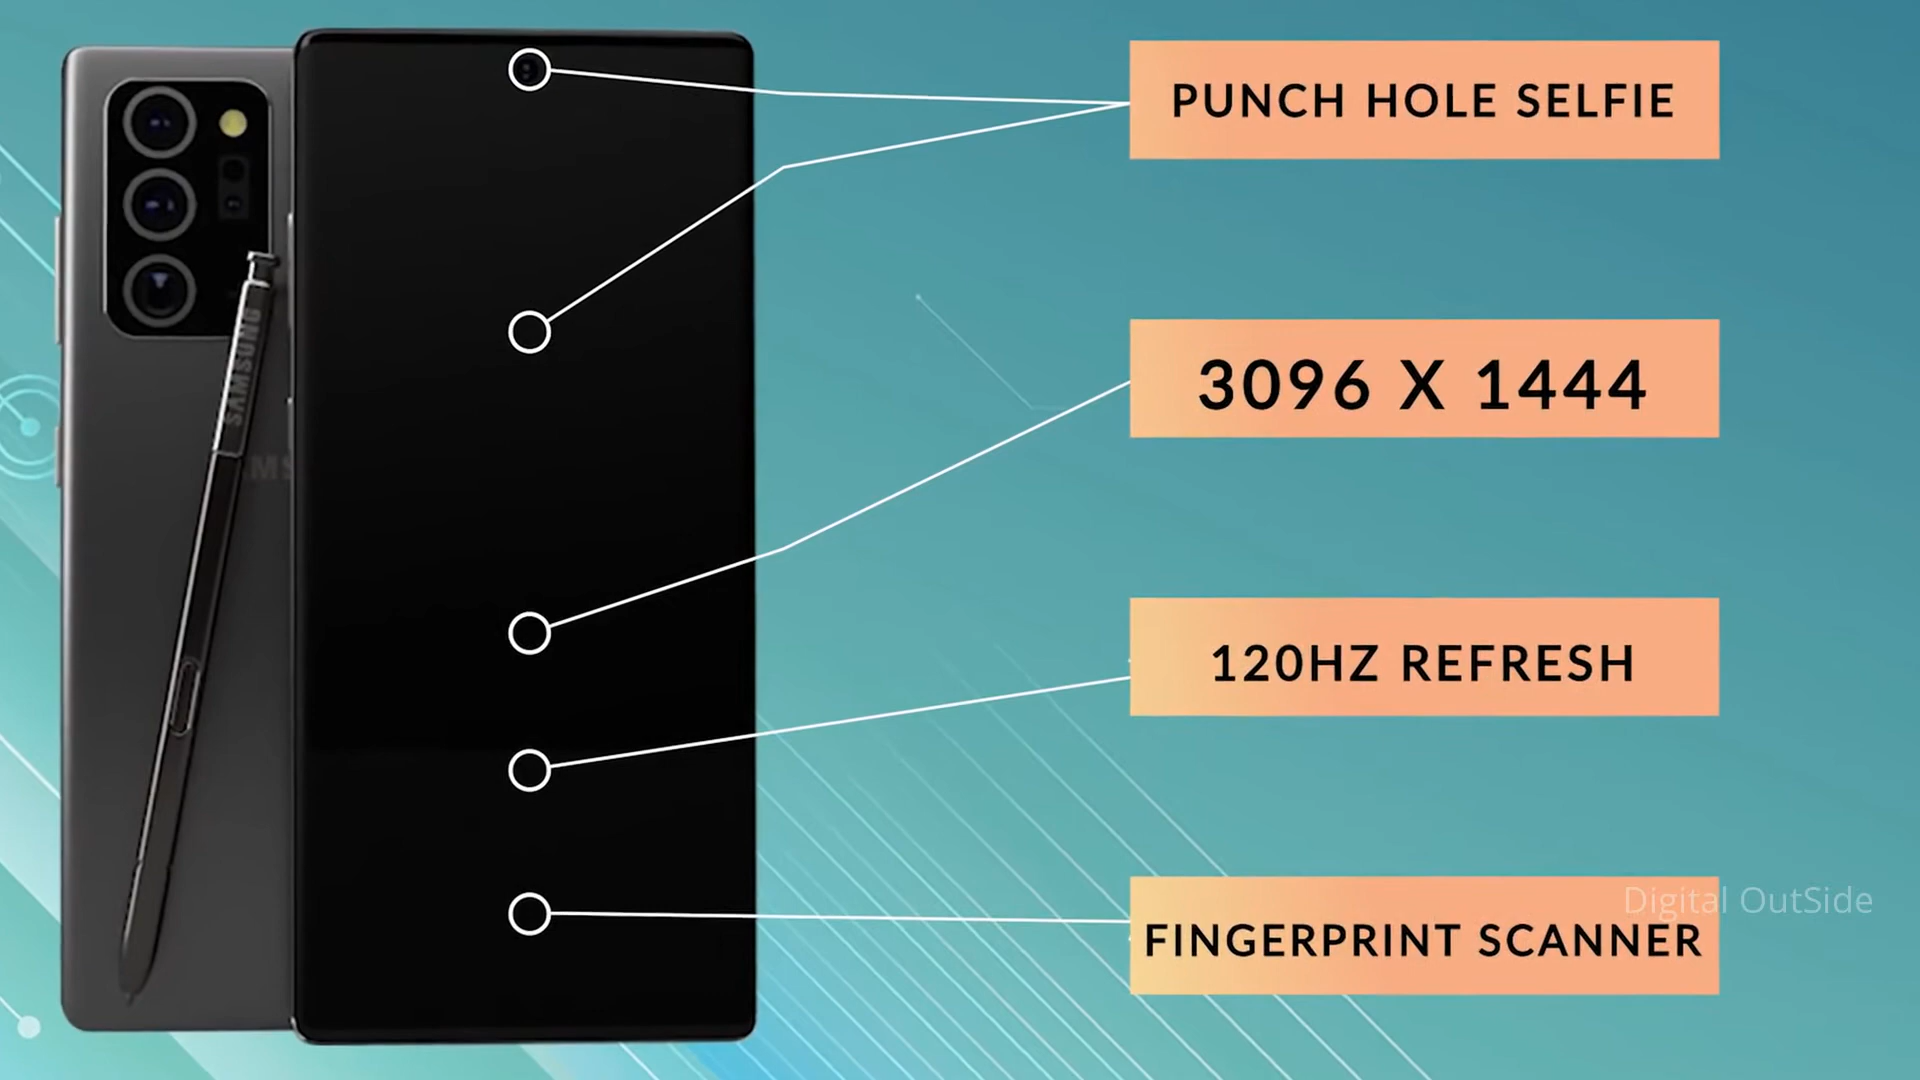 PUNCH HOLE SELFIE
3096 X 1444
120HZ REFRESH
Digital OutSide
FINGERPRINT SCANNER
SAMSUNG